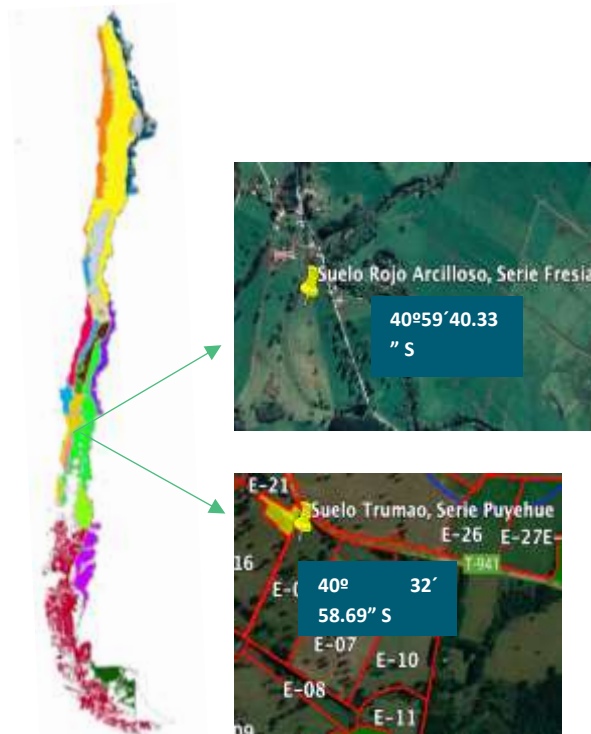 Suelo Rojo Arcilloso, Serie Fresia
40º59´40.33
” S
E-21
Suelo Trumao, Serie Puyehue
E-26 E-27E
16
T-941
40º 32´
58.69” S
E-07
E-10
E-08
E-11